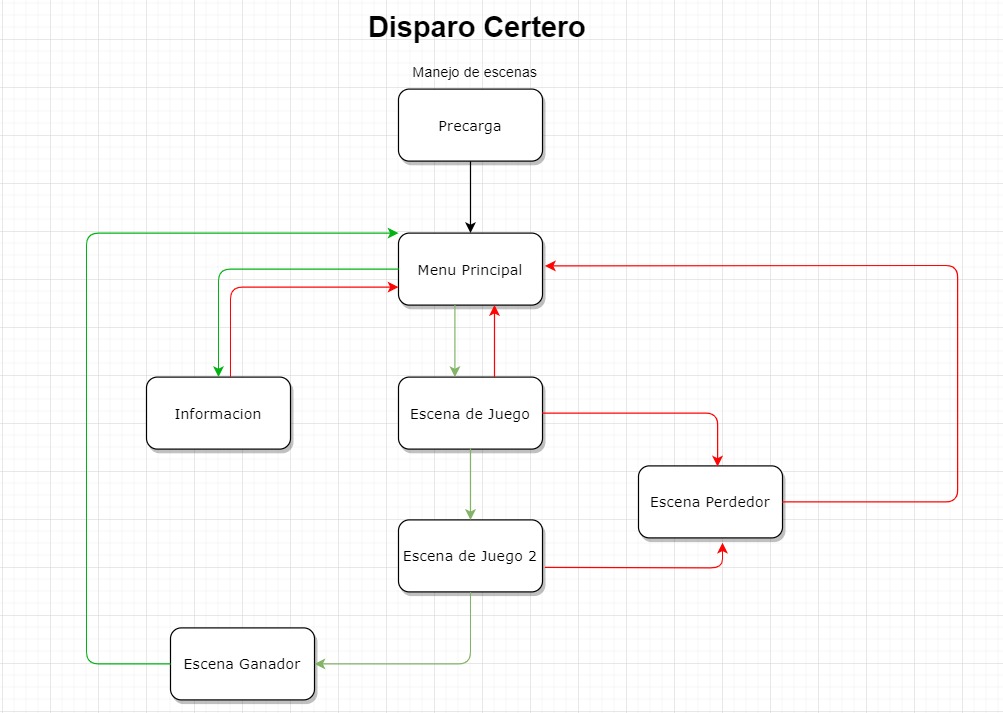 Disparo Certero
Manejo de escenas
Precarga
Menu Principal
Informacion
Escena de Juego
Escena Perdedor
Escena de Juego 2
Escena Ganador